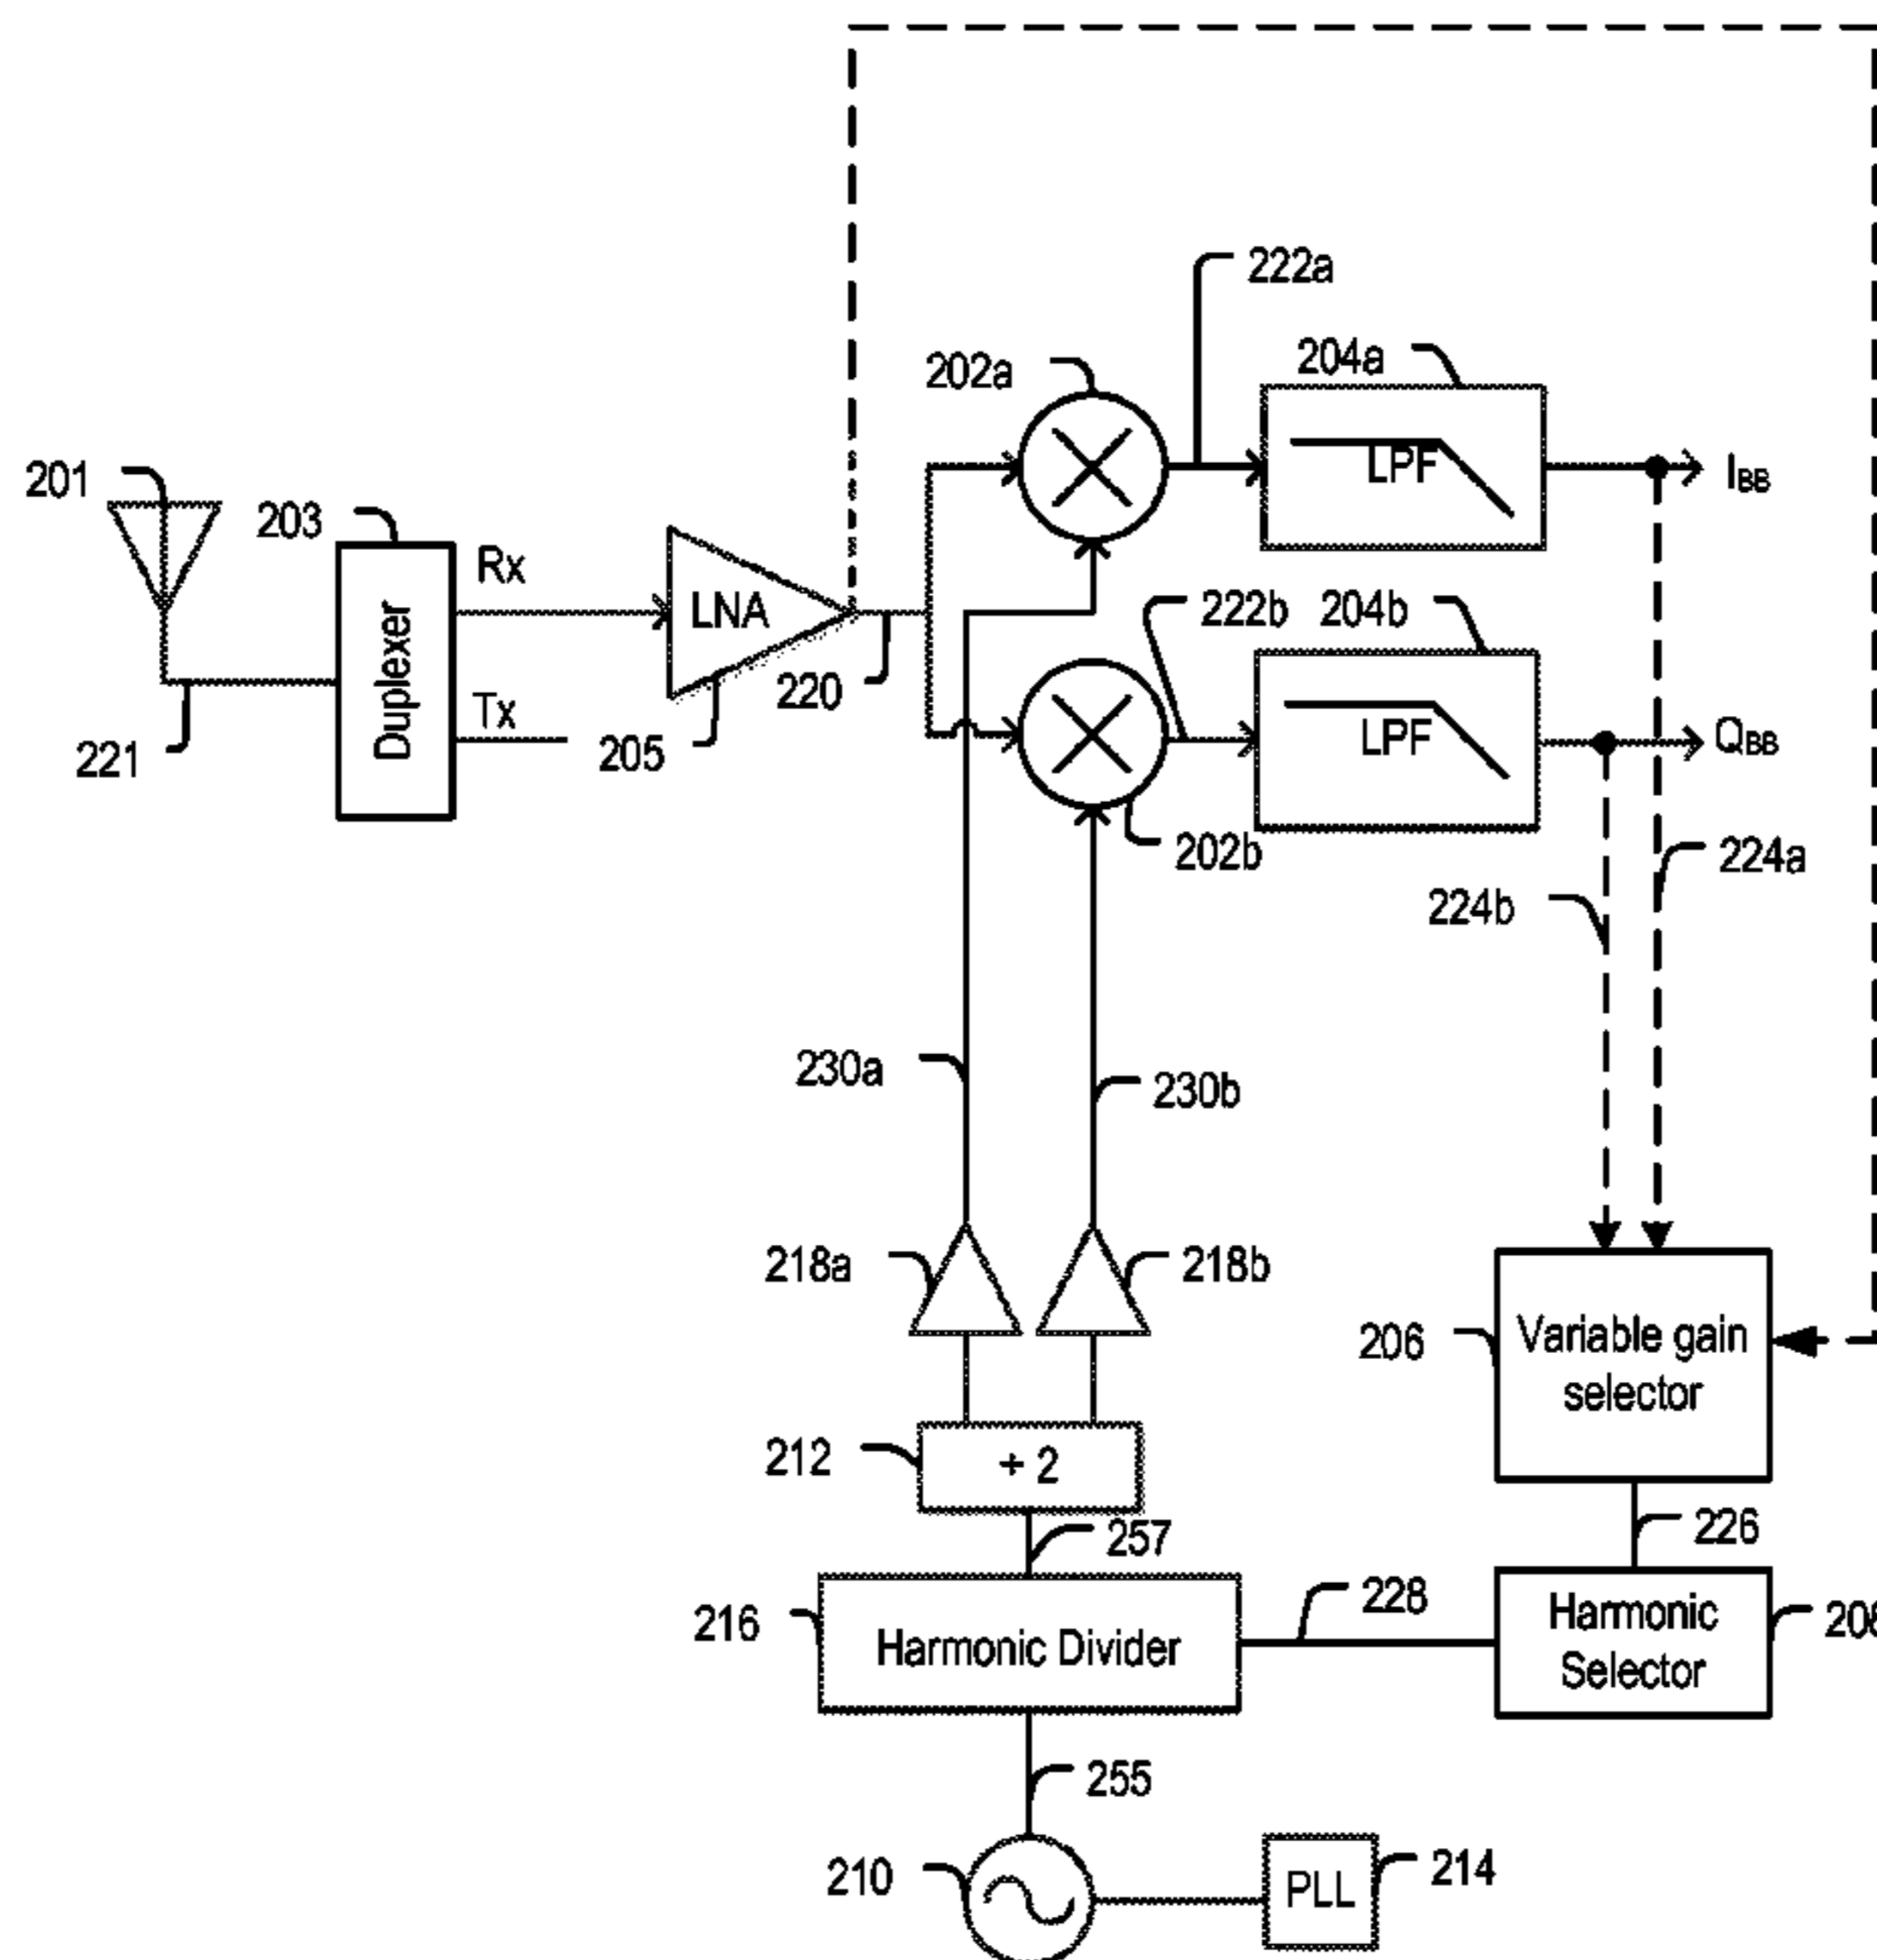 222a
202a
204a
LPF
I_BB
201
203
Rx
LNA
Duplexer
222b
204b
220
Tx
221
205
LPF
Q_BB
202b
224a
224b
230a
230b
218a
218b
206
Variable gain
selector
212
÷ 2
257
226
216
Harmonic Divider
228
Harmonic
Selector
255
210
PLL
214